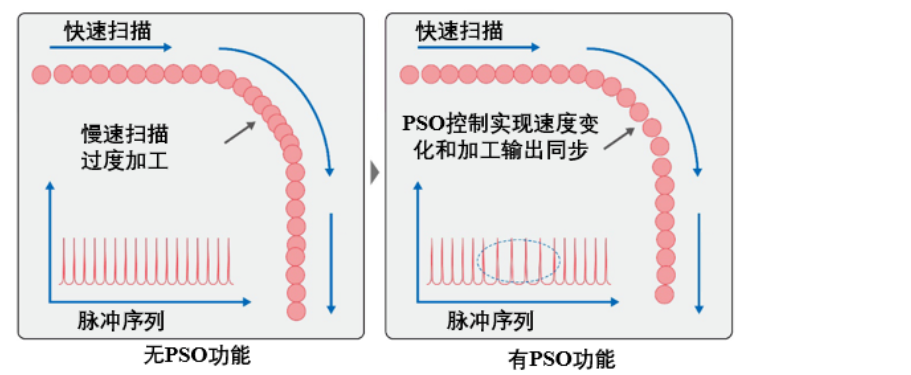 快速扫描
慢速扫描
过度加工
脉冲序列
无PSO功能
快速扫描
PSO控制实现速度变
化和加工输出同步
脉冲序列
有PSO功能